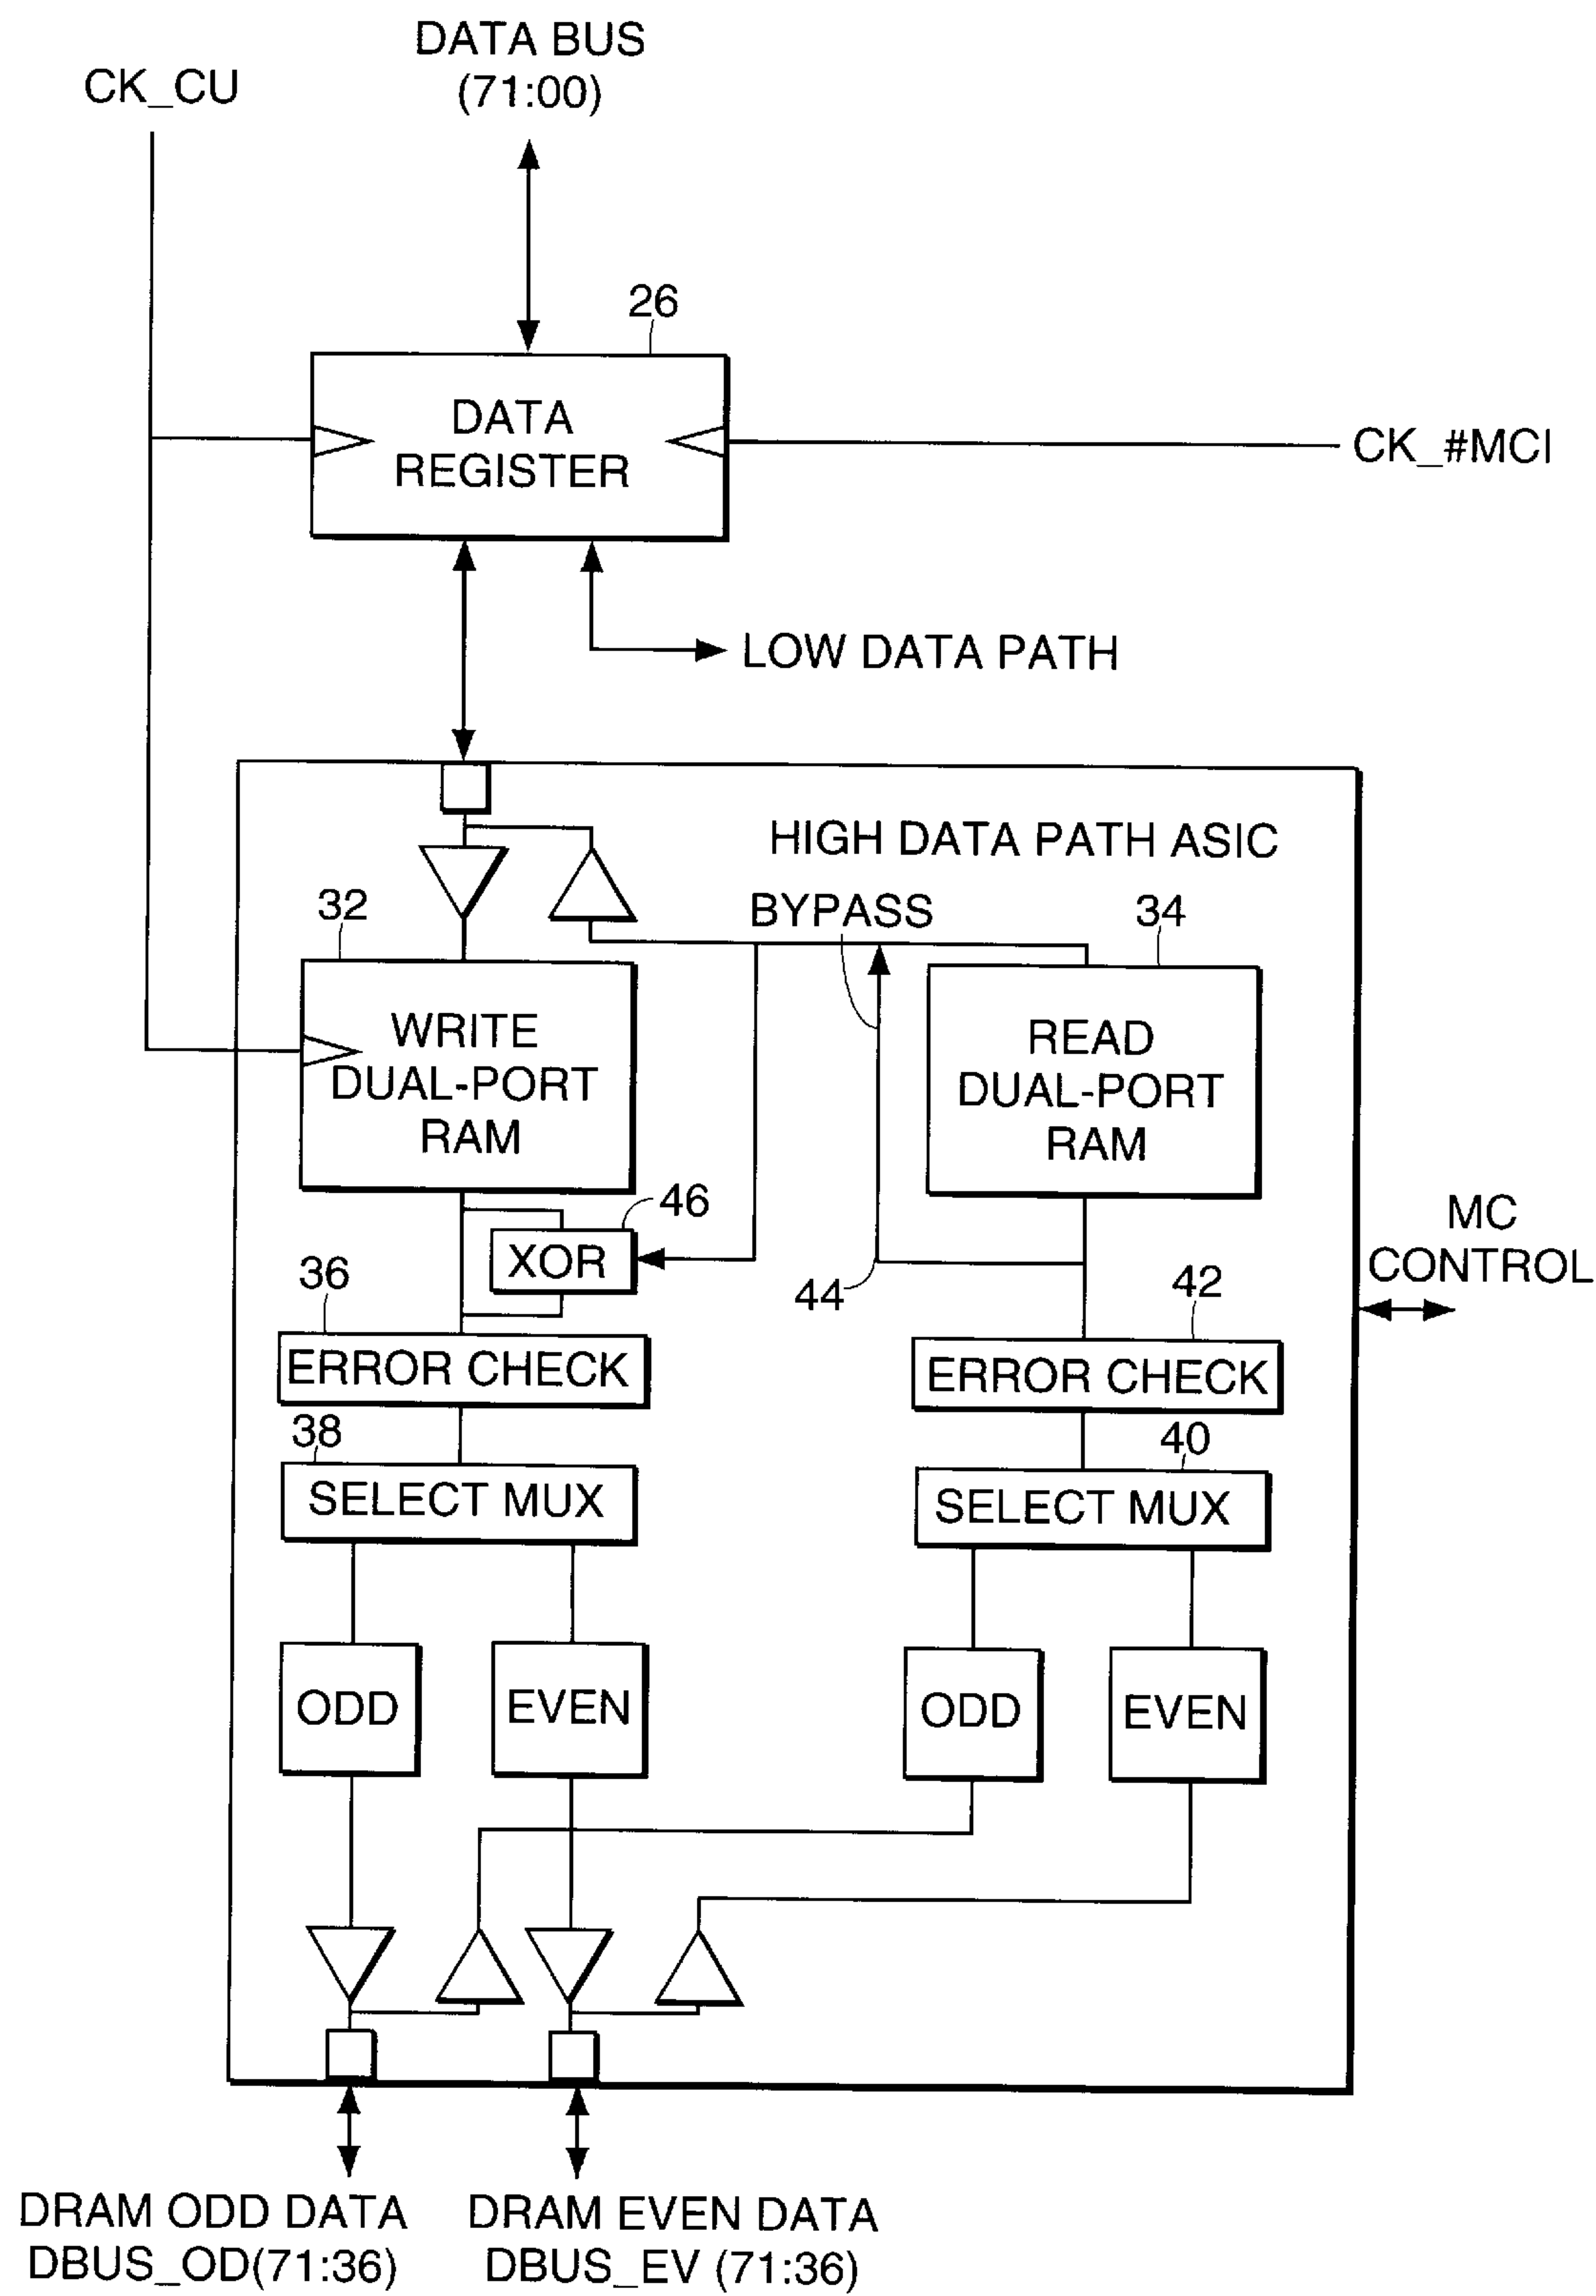 DATA BUS
(71:00)
CK_CU
26
DATA
REGISTER
CK_#MCI
LOW DATA PATH
HIGH DATA PATH ASIC
BYPASS
32
34
WRITE
DUAL-PORT
RAM
READ
DUAL-PORT
RAM
46
XOR
MC
CONTROL
44
36
42
ERROR CHECK
ERROR CHECK
38
40
SELECT MUX
SELECT MUX
ODD
EVEN
ODD
EVEN
DRAM ODD DATA
DBUS_OD(71:36)
DRAM EVEN DATA
DBUS_EV (71:36)